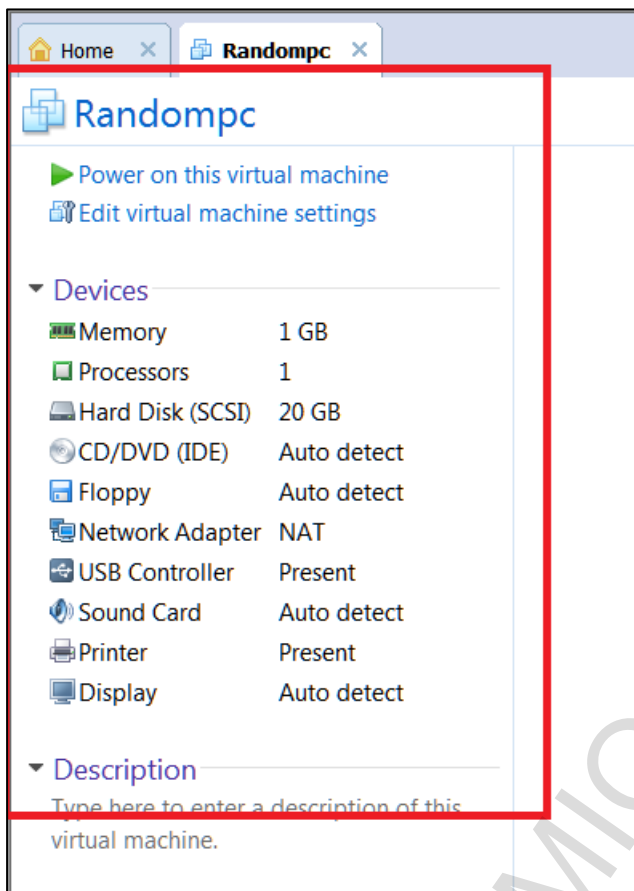 Home
Randompc
Randompc
Power on this virtual machine
Edit virtual machine settings
Devices
Memory 1 GB
Processors 1
Hard Disk (SCSI) 20 GB
CD/DVD (IDE) Auto detect
Floppy Auto detect
Network Adapter NAT
USB Controller Present
Sound Card Auto detect
Printer Present
Display Auto detect
Description
Type here to enter a description of this
virtual machine.